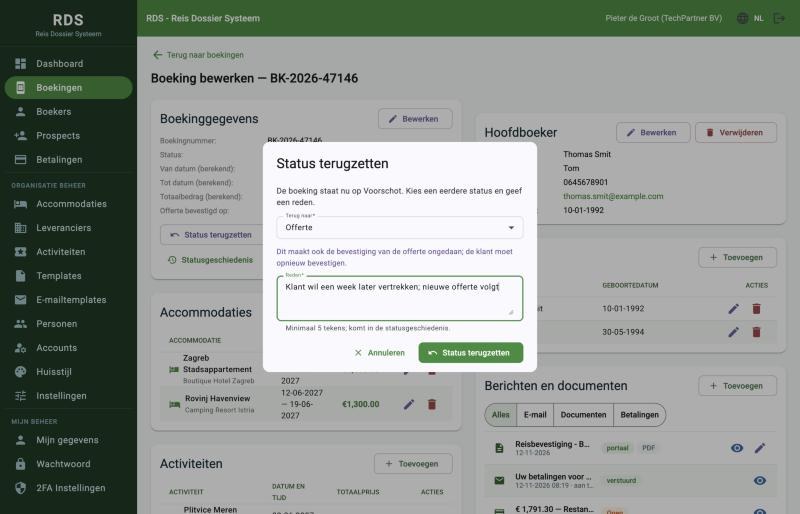 RDS
Reis Dossier Systeem
Dashboard
Boekingen
Boekers
Prospects
Betalingen
ORGANISATIE BEHEER
Accommodaties
Leveranciers
Activiteiten
Templates
E-mailtemplates
Personen
Accounts
Huisstijl
Instellingen
MIJN BEHEER
Mijn gegevens
Wachtwoord
2FA Instellingen
RDS - Reis Dossier Systeem
Pieter de Groot (TechPartner BV)
NL
Terug naar boekingen
Boeking bewerken — BK-2026-47146
Boekinggegevens
Bewerken
Boekingnummer:
BK-2026-47146
Status:
Van datum (berekend):
Tot datum (berekend):
Totaalbedrag (berekend):
Offerte bevestigd op:
Status terugzetten
Statusgeschiedenis
Accommodaties
ACCOMMODATIE
Zagreb
Stadsappartement
Boutique Hotel Zagreb
2027
Rovinj Havenview
Camping Resort Istria
12-06-2027
— 19-06-
2027
€1,300.00
Activiteiten
Toevoegen
ACTIVITEIT
DATUM EN
TIJD
TOTAALPRIJS
ACTIES
Plitvice Meren
Status terugzetten
De boeking staat nu op Voorschot. Kies een eerdere status en geef
een reden.
Terug naar*
Offerte
Dit maakt ook de bevestiging van de offerte ongedaan; de klant moet
opnieuw bevestigen.
Reden*
Klant wil een week later vertrekken; nieuwe offerte volgt
Minimaal 5 tekens; komt in de statusgeschiedenis.
Annuleren
Status terugzetten
Hoofdboeker
Bewerken
Verwijderen
Thomas Smit
Tom
0645678901
thomas.smit@example.com
10-01-1992
Toevoegen
GEBOORTEDATUM
ACTIES
10-01-1992
30-05-1994
Berichten en documenten
Toevoegen
Alles
E-mail
Documenten
Betalingen
Reisbevestiging - B...
12-11-2026
portaal
PDF
Uw betalingen voor ...
12-11-2026 08:19 · aan t...
verstuurd
€ 1,791.30 — Restan...
Open